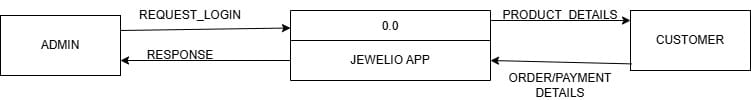 REQUEST_LOGIN
0.0
PRODUCT_DETAILS
ADMIN
CUSTOMER
RESPONSE
JEWELIO APP
ORDER/PAYMENT
DETAILS